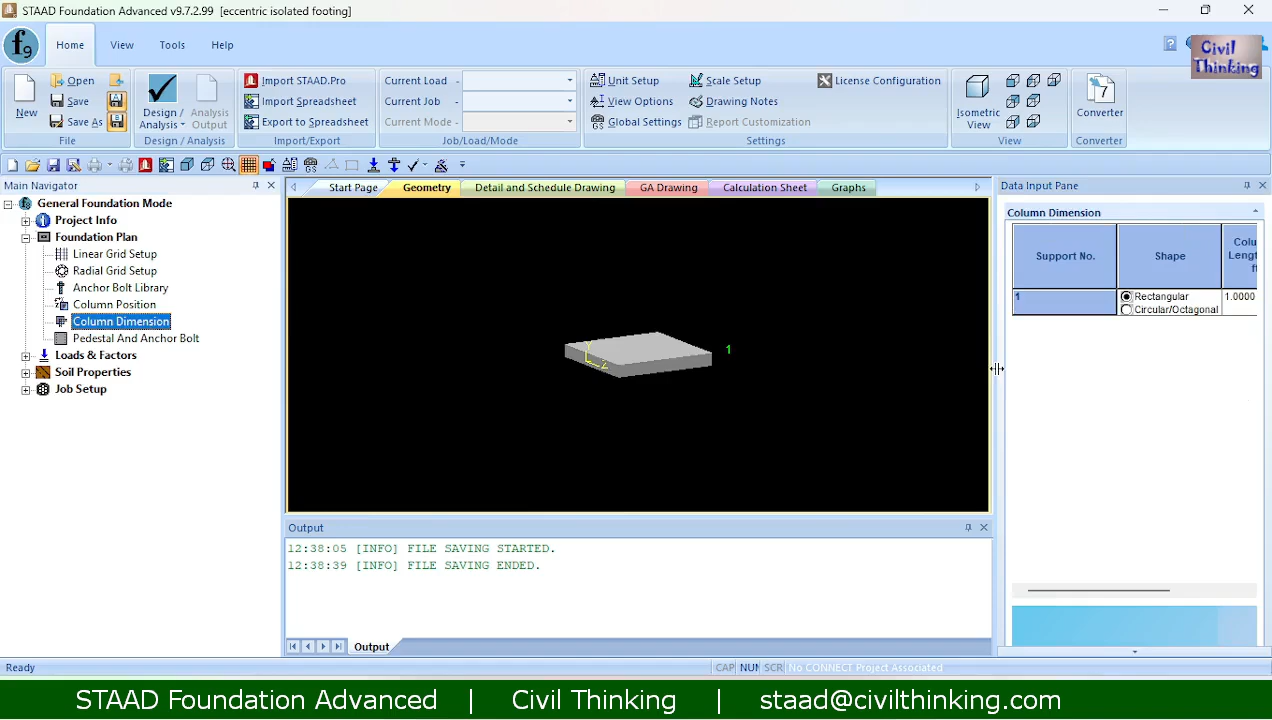 STAAD Foundation Advanced v9.7.2.99 [eccentric isolated footing]
Home View Tools Help
Civil Thinking
New
Open
Save
Save As
File
Design / Analysis
Analysis Output
Design / Analysis
Import STAAD.Pro
Import Spreadsheet
Export to Spreadsheet
Import/Export
Current Load -
Current Job -
Current Mode -
Job/Load/Mode
Unit Setup
View Options
Global Settings
Scale Setup
Drawing Notes
Report Customization
License Configuration
Settings
Isometric View
View
Converter
Converter
Main Navigator
General Foundation Mode
Project Info
Foundation Plan
Linear Grid Setup
Radial Grid Setup
Anchor Bolt Library
Column Position
Column Dimension
Pedestal And Anchor Bolt
Loads & Factors
Soil Properties
Job Setup
Start Page Geometry Detail and Schedule Drawing GA Drawing Calculation Sheet Graphs
Y
Z
1
Data Input Pane
Column Dimension
Support No. Shape
1 Rectangular 1.0000
Circular/Octagonal
Output
12:38:05 [INFO] FILE SAVING STARTED.
12:38:39 [INFO] FILE SAVING ENDED.
Output
Ready CAP SCR No CONNECT Project Associated
STAAD Foundation Advanced | Civil Thinking | staad@civilthinking.com